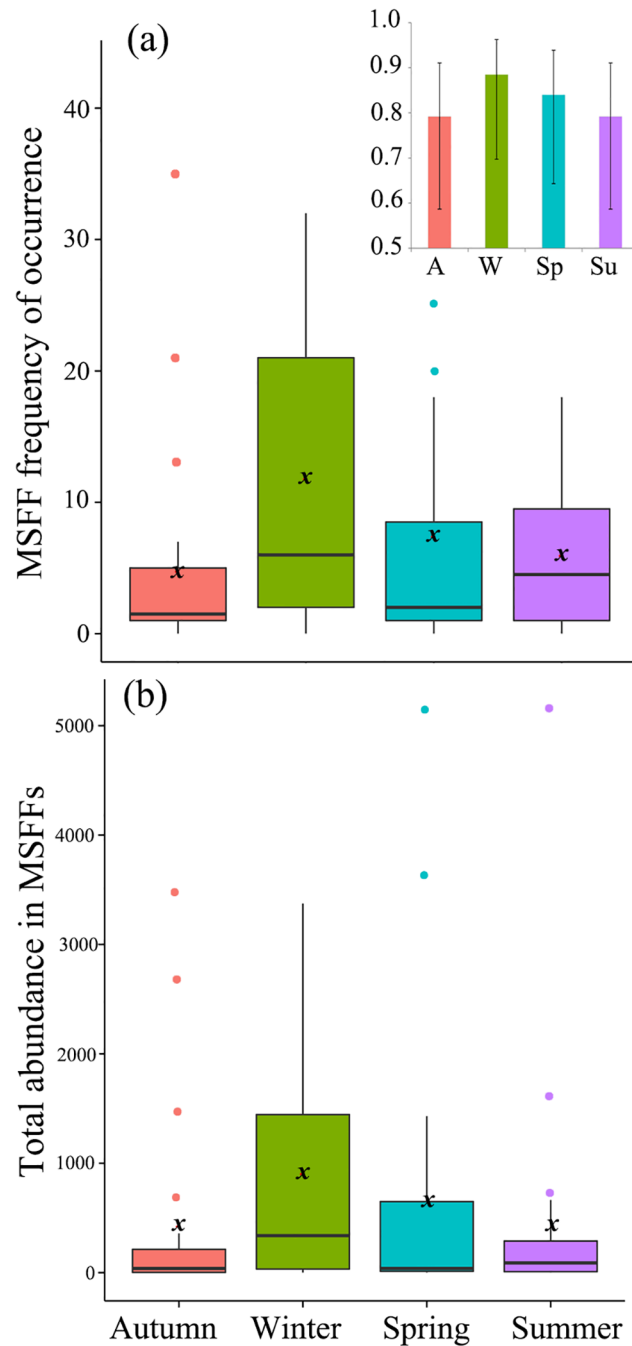 (a)
MSFF frequency of occurrence
40
30
20
10
0
1.0
0.9
0.8
0.7
0.6
0.5
A W Sp Su
x x x x
(b)
Total abundance in MSFFs
5000
4000
3000
2000
1000
0
x x x x
Autumn Winter Spring Summer